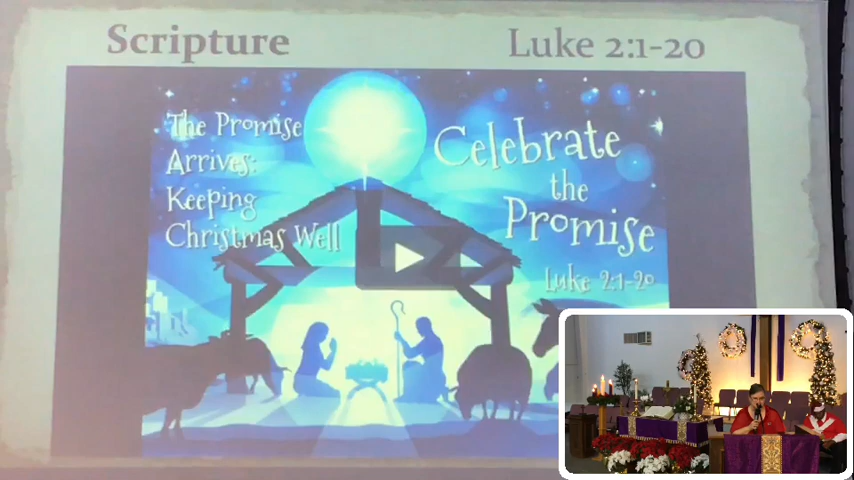 Scripture
Luke 2:1-20
The Promise
Arrives:
Keeping
Christmas Well
Celebrate
the
Promise
Luke 2:1-20